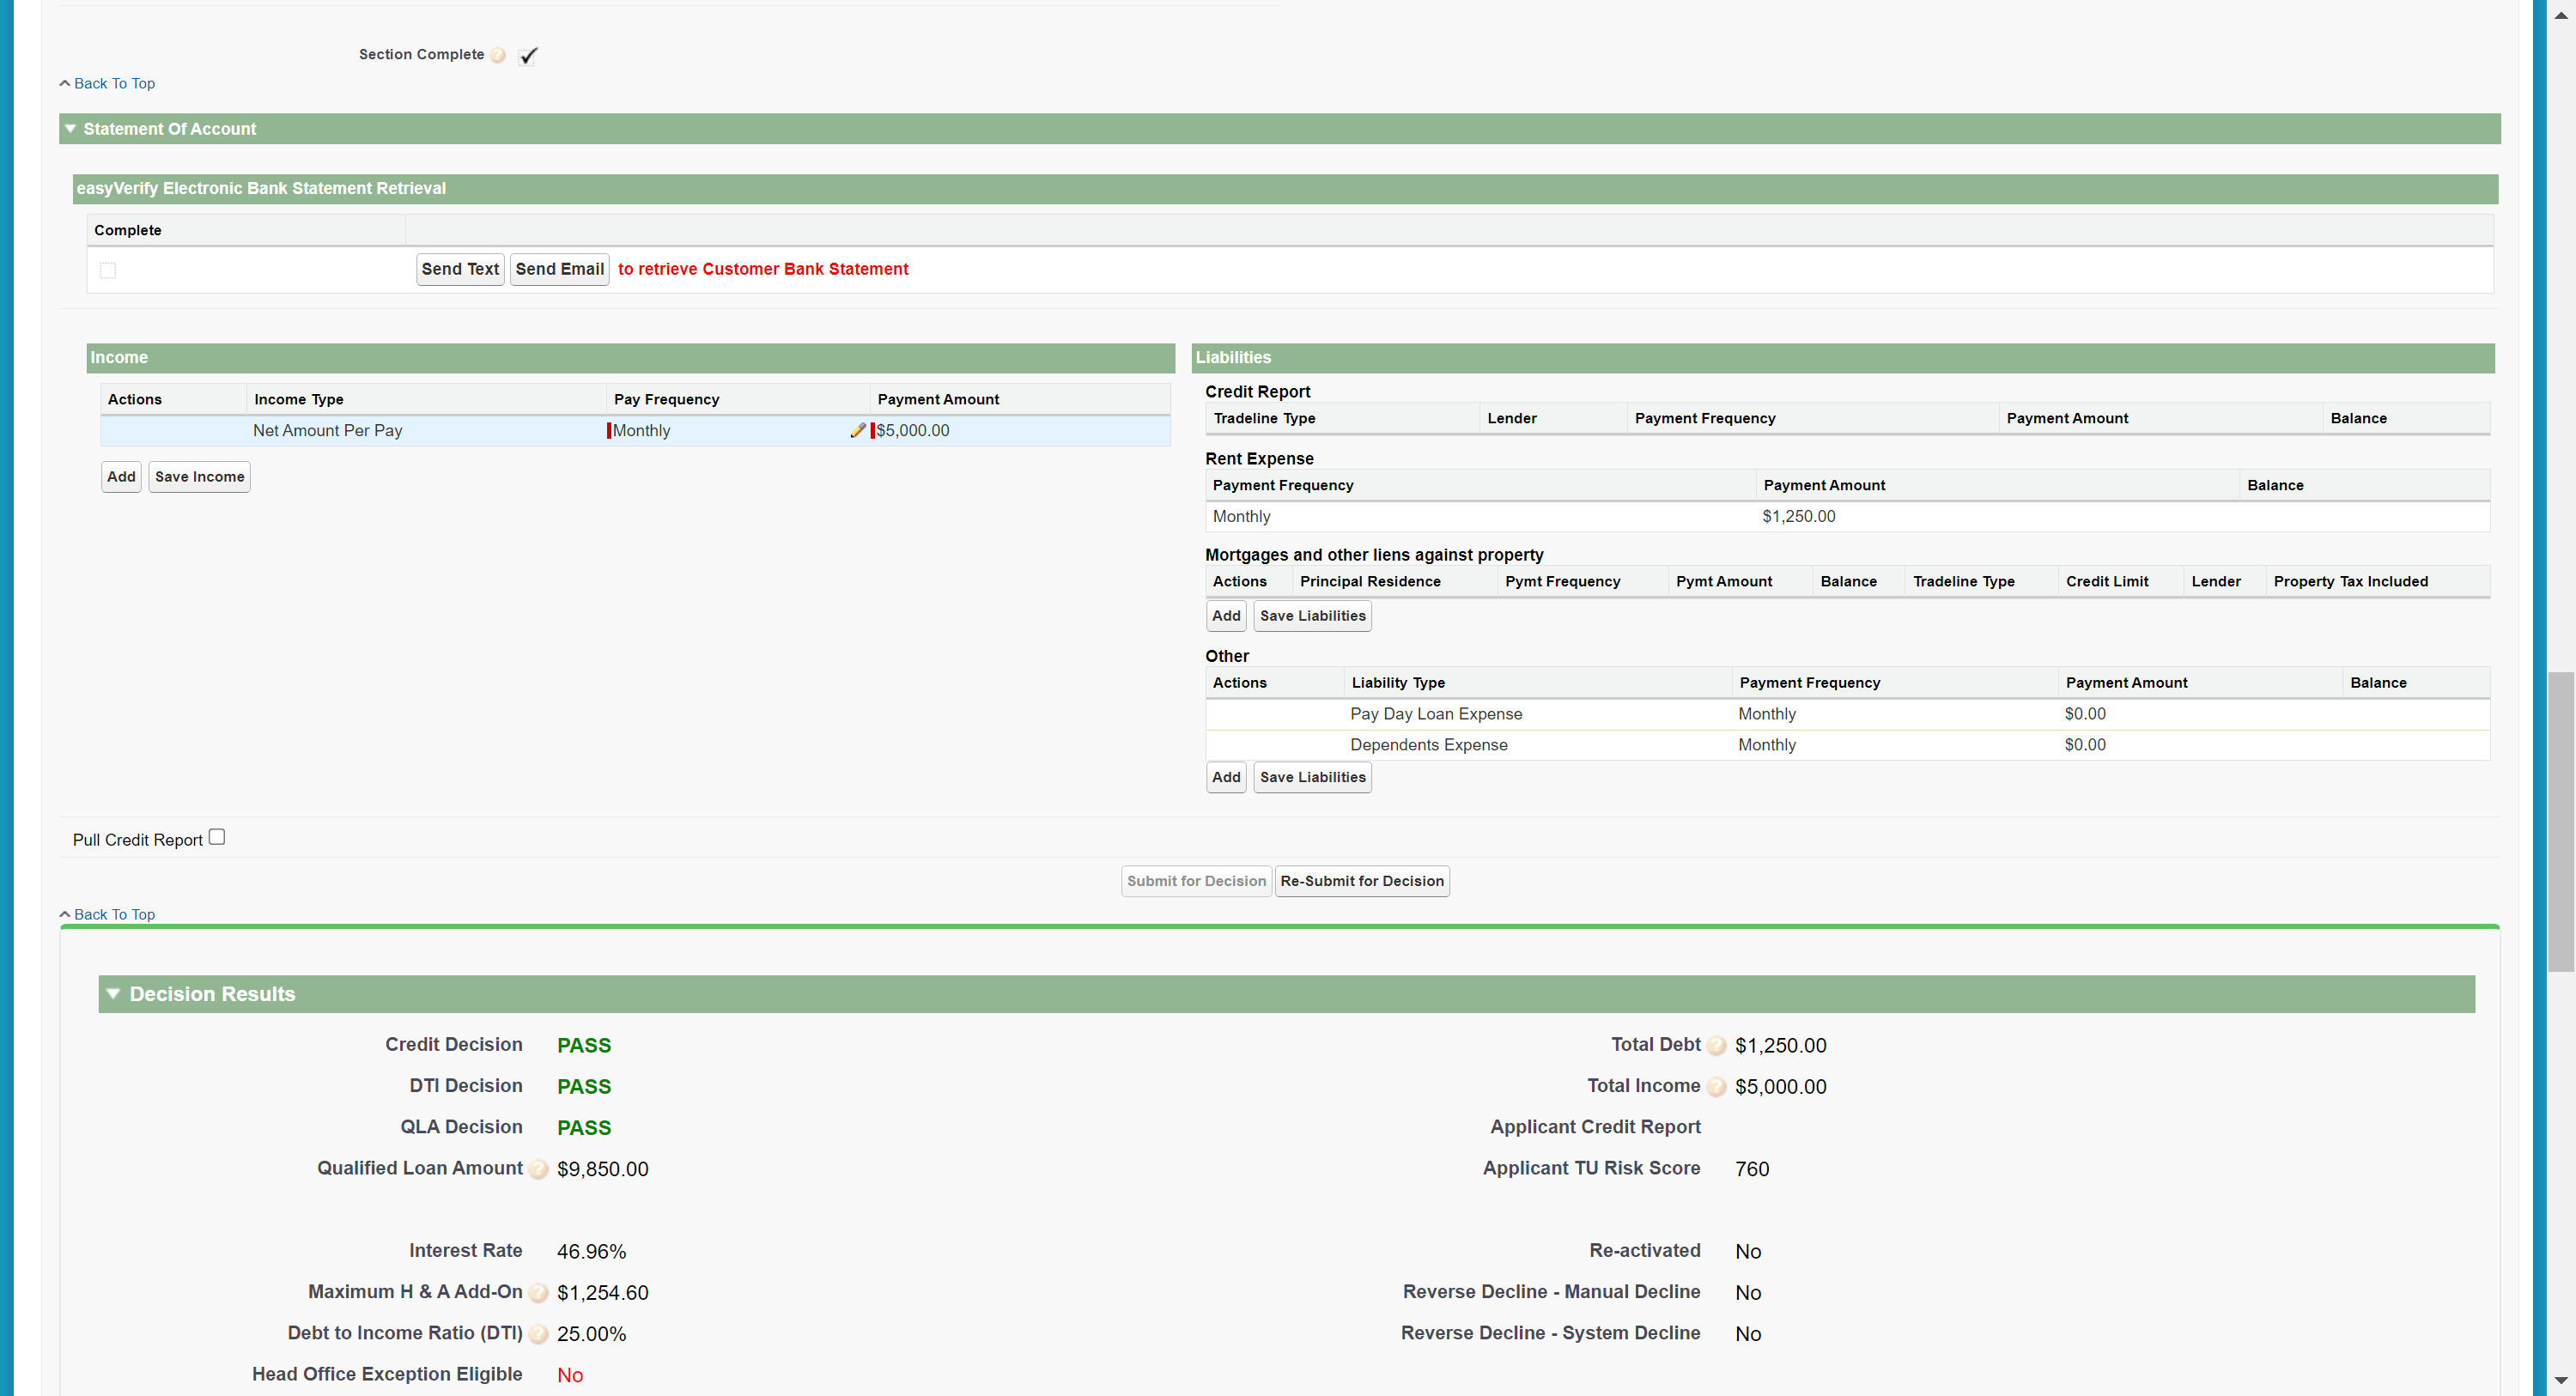 Section Complete
Back To Top
Statement Of Account
easyVerify Electronic Bank Statement Retrieval
Complete
Send Text Send Email to retrieve Customer Bank Statement
Income
Actions Income Type Pay Frequency Payment Amount
Net Amount Per Pay Monthly $5,000.00
Add Save Income
Liabilities
Credit Report
Tradeline Type Lender Payment Frequency Payment Amount Balance
Rent Expense
Payment Frequency Payment Amount Balance
Monthly $1,250.00
Mortgages and other liens against property
Actions Principal Residence Pymt Frequency Pymt Amount Balance Tradeline Type Credit Limit Lender Property Tax Included
Add Save Liabilities
Other
Actions Liability Type Payment Frequency Payment Amount Balance
Pay Day Loan Expense Monthly $0.00
Dependents Expense Monthly $0.00
Add Save Liabilities
Pull Credit Report
Submit for Decision Re-Submit for Decision
Back To Top
Decision Results
Credit Decision PASS
DTI Decision PASS
QLA Decision PASS
Qualified Loan Amount ? $9,850.00
Interest Rate 46.96%
Maximum H & A Add-On ? $1,254.60
Debt to Income Ratio (DTI) ? 25.00%
Head Office Exception Eligible No
Total Debt ? $1,250.00
Total Income ? $5,000.00
Applicant Credit Report
Applicant TU Risk Score 760
Re-activated No
Reverse Decline - Manual Decline No
Reverse Decline - System Decline No